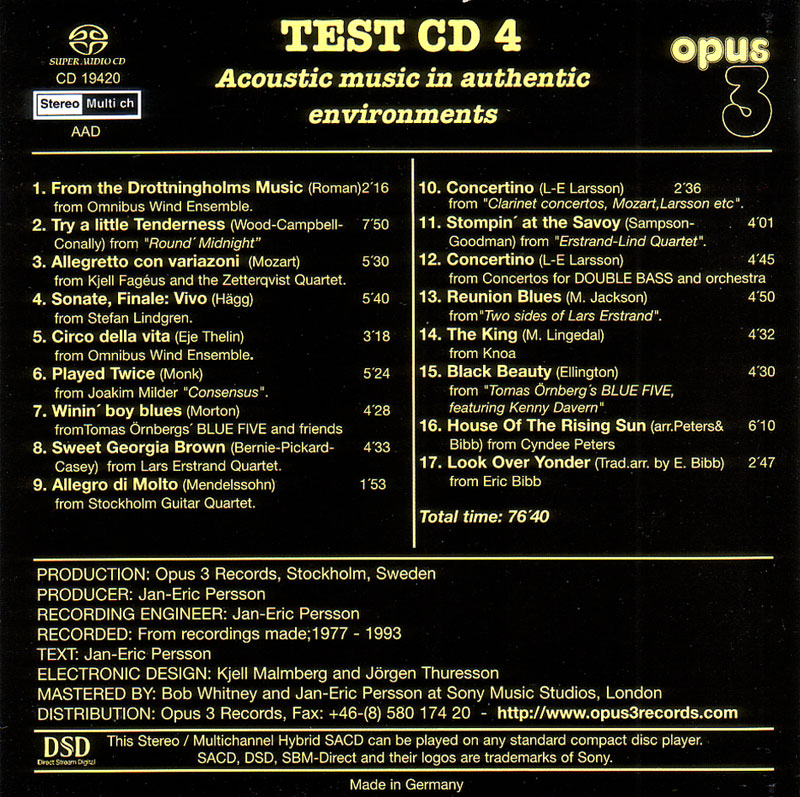 SUPER AUDIO CD
CD 19420
Stereo Multi ch
AAD
TEST CD 4
Acoustic music in authentic
environments
opus
3
1. From the Drottningholms Music (Roman)2´16
from Omnibus Wind Ensemble.
2. Try a little Tenderness (Wood-Campbell- 7´50
Conally) from "Round´ Midnight"
3. Allegretto con variazoni (Mozart) 5´30
from Kjell Fagéus and the Zetterqvist Quartet.
4. Sonate, Finale: Vivo (Hägg) 5´40
from Stefan Lindgren.
5. Circo della vita (Eje Thelin) 3´18
from Omnibus Wind Ensemble.
6. Played Twice (Monk) 5´24
from Joakim Milder "Consensus".
7. Winin´ boy blues (Morton) 4´28
fromTomas Örnbergs´ BLUE FIVE and friends
8. Sweet Georgia Brown (Bernie-Pickard- 4´33
Casey) from Lars Erstrand Quartet.
9. Allegro di Molto (Mendelssohn) 1´53
from Stockholm Guitar Quartet.
10. Concertino (L-E Larsson) 2´36
from "Clarinet concertos, Mozart,Larsson etc".
11. Stompin´ at the Savoy (Sampson- 4´01
Goodman) from "Erstrand-Lind Quartet".
12. Concertino (L-E Larsson) 4´45
from Concertos for DOUBLE BASS and orchestra
13. Reunion Blues (M. Jackson) 4´50
from"Two sides of Lars Erstrand".
14. The King (M. Lingedal) 4´32
from Knoa
15. Black Beauty (Ellington) 4´30
from "Tomas Örnberg´s BLUE FIVE,
featuring Kenny Davern"
16. House Of The Rising Sun (arr.Peters& 6´10
Bibb) from Cyndee Peters
17. Look Over Yonder (Trad.arr. by E. Bibb) 2´47
from Eric Bibb
Total time: 76´40
PRODUCTION: Opus 3 Records, Stockholm, Sweden
PRODUCER: Jan-Eric Persson
RECORDING ENGINEER: Jan-Eric Persson
RECORDED: From recordings made;1977 - 1993
TEXT: Jan-Eric Persson
ELECTRONIC DESIGN: Kjell Malmberg and Jörgen Thuresson
MASTERED BY: Bob Whitney and Jan-Eric Persson at Sony Music Studios, London
DISTRIBUTION: Opus 3 Records, Fax: +46-(8) 580 174 20 - http://www.opus3records.com
DSD
Direct Stream Digital
This Stereo / Multichannel Hybrid SACD can be played on any standard compact disc player.
SACD, DSD, SBM-Direct and their logos are trademarks of Sony.
Made in Germany